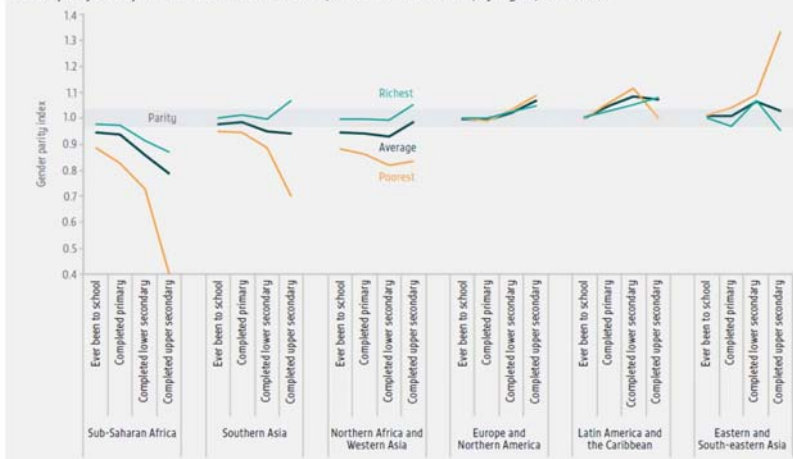 1.4
1.3
1.2
1.1
1.0
0.9
0.8
0.7
0.6
0.5
0.4
Gender parity index
Parity
Richest
Average
Poorest
Ever been to school
Completed primary
Completed lower secondary
Completed upper secondary
Sub-Saharan Africa
Ever been to school
Completed primary
Completed lower secondary
Completed upper secondary
Southern Asia
Ever been to school
Completed primary
Completed lower secondary
Completed upper secondary
Northern Africa and
Western Asia
Ever been to school
Completed primary
Completed lower secondary
Completed upper secondary
Europe and
Northern America
Ever been to school
Completed primary
Ccompleted lower secondary
Completed upper secondary
Latin America and
the Caribbean
Ever been to school
Completed primary
Completed lower secondary
Completed upper secondary
Eastern and
South-eastern Asia